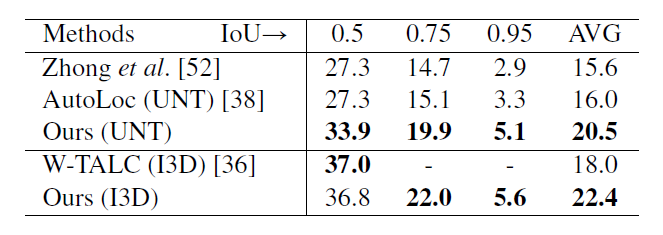 Methods IoU→ 0.5 0.75 0.95 AVG
Zhong et al. [52] 27.3 14.7 2.9 15.6
AutoLoc (UNT) [38] 27.3 15.1 3.3 16.0
Ours (UNT) 33.9 19.9 5.1 20.5
W-TALC (I3D) [36] 37.0 - - 18.0
Ours (I3D) 36.8 22.0 5.6 22.4